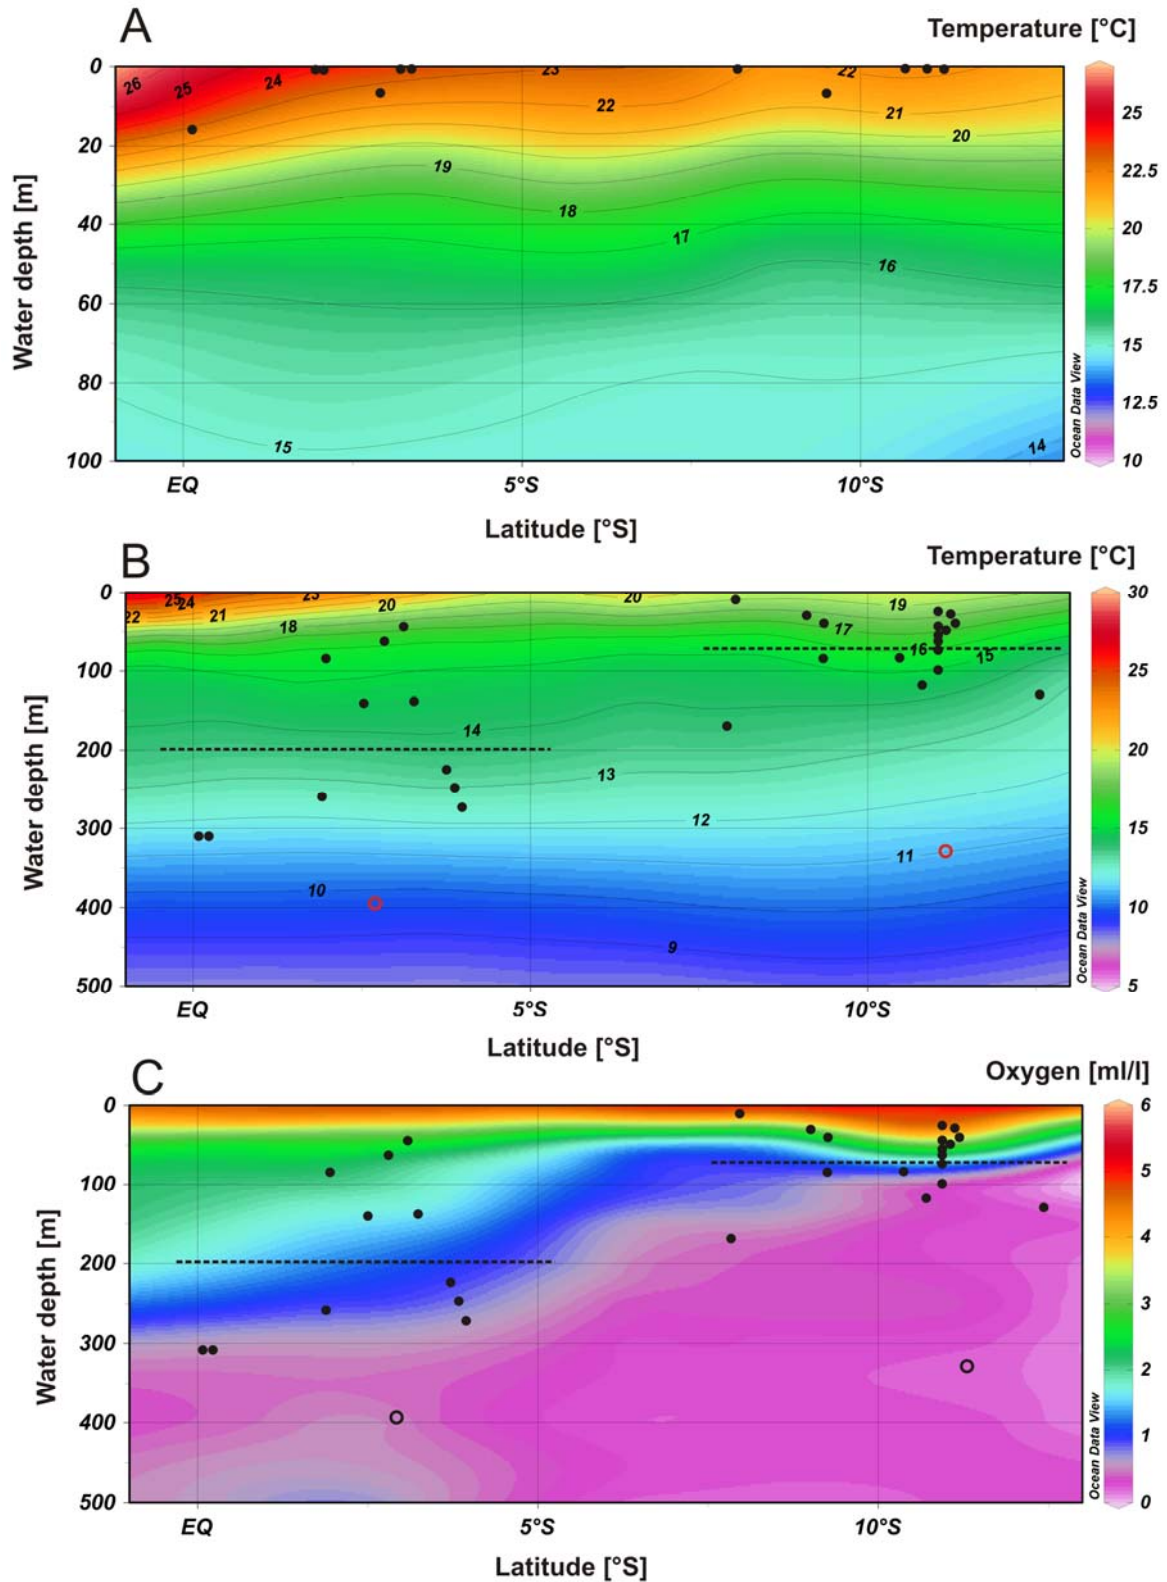 A
Temperature [°C]
0
20
40
60
80
100
Water depth [m]
26
25
24
23
22
22
21
20
19
18
17
16
15
14
EQ
5°S
10°S
Latitude [°S]
Ocean Data View
25
22.5
20
17.5
15
12.5
10
B
Temperature [°C]
0
100
200
300
400
500
Water depth [m]
22
25
24
21
23
20
18
20
19
17
16
15
14
13
12
11
10
9
EQ
5°S
10°S
Latitude [°S]
Ocean Data View
30
25
20
15
10
5
C
Oxygen [ml/l]
0
100
200
300
400
500
Water depth [m]
EQ
5°S
10°S
Latitude [°S]
Ocean Data View
6
5
4
3
2
1
0